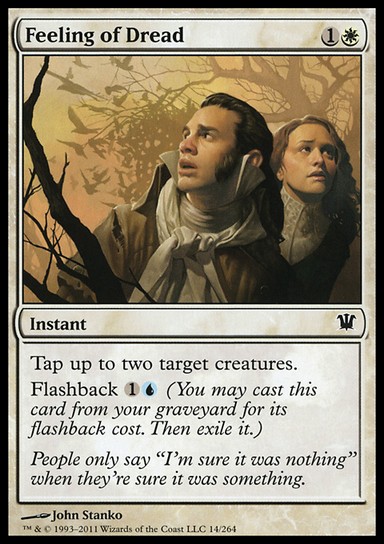 Feeling of Dread 1
Instant
Tap up to two target creatures.
Flashback 1 (You may cast this
card from your graveyard for its
flashback cost. Then exile it.)
People only say “I’m sure it was nothing”
when they’re sure it was something.
John Stanko
™ & © 1993–2011 Wizards of the Coast LLC 14/264